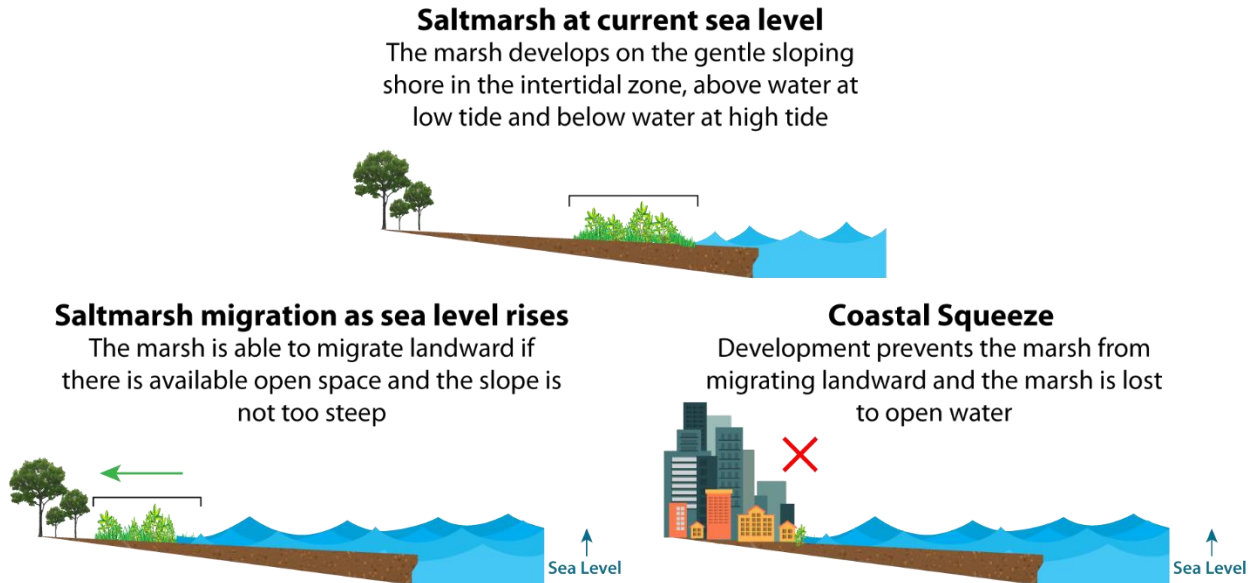 Saltmarsh at current sea level
The marsh develops on the gentle sloping
shore in the intertidal zone, above water at
low tide and below water at high tide
Saltmarsh migration as sea level rises
The marsh is able to migrate landward if
there is available open space and the slope is
not too steep
Sea Level
Coastal Squeeze
Development prevents the marsh from
migrating landward and the marsh is lost
to open water
Sea Level